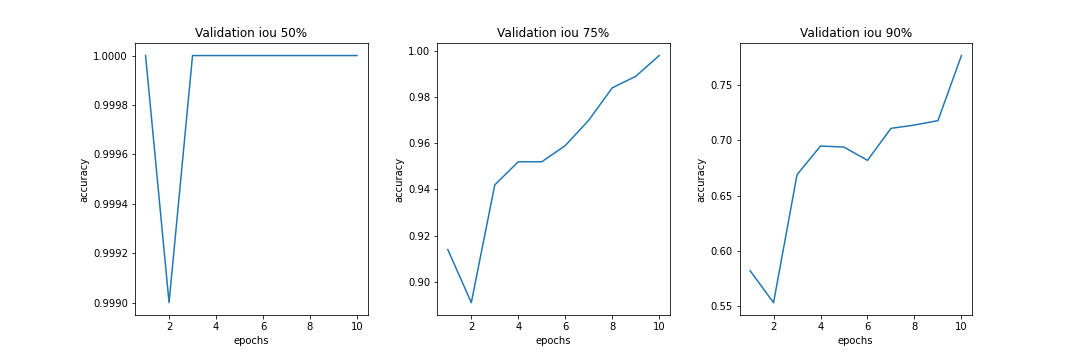 Validation iou 50%
1.0000
0.9998
0.9996
0.9994
0.9992
0.9990
accuracy
2 4 6 8 10
epochs
Validation iou 75%
1.00
0.98
0.96
0.94
0.92
0.90
accuracy
2 4 6 8 10
epochs
Validation iou 90%
0.75
0.70
0.65
0.60
0.55
accuracy
2 4 6 8 10
epochs